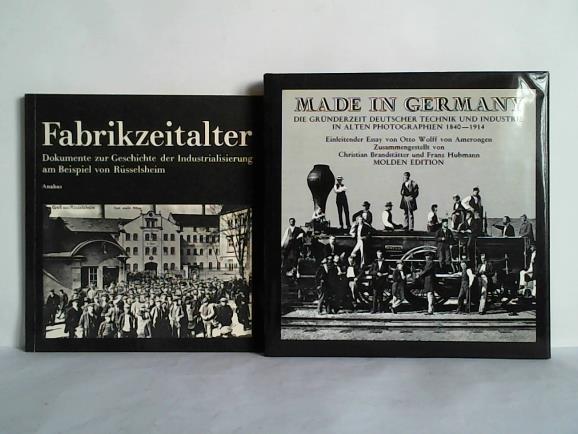 Fabrikzeitalter
Dokumente zur Geschichte der Industrialisierung
am Beispiel von Rüsselsheim
Anabas
MADE IN GERMANY
DIE GRÜNDERZEIT DEUTSCHER TECHNIK UND INDUSTRIE
IN ALTEN PHOTOGRAPHIEN 1840—1914
Einleitender Essay von Otto Wolff von Amerongen
Zusammengestellt von
Christian Brandstätter und Franz Hubmann
MOLDEN EDITION